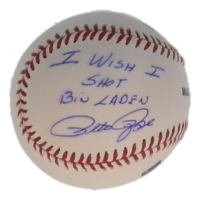 I Wish I
Shot
Bin Laden
Pete Rose